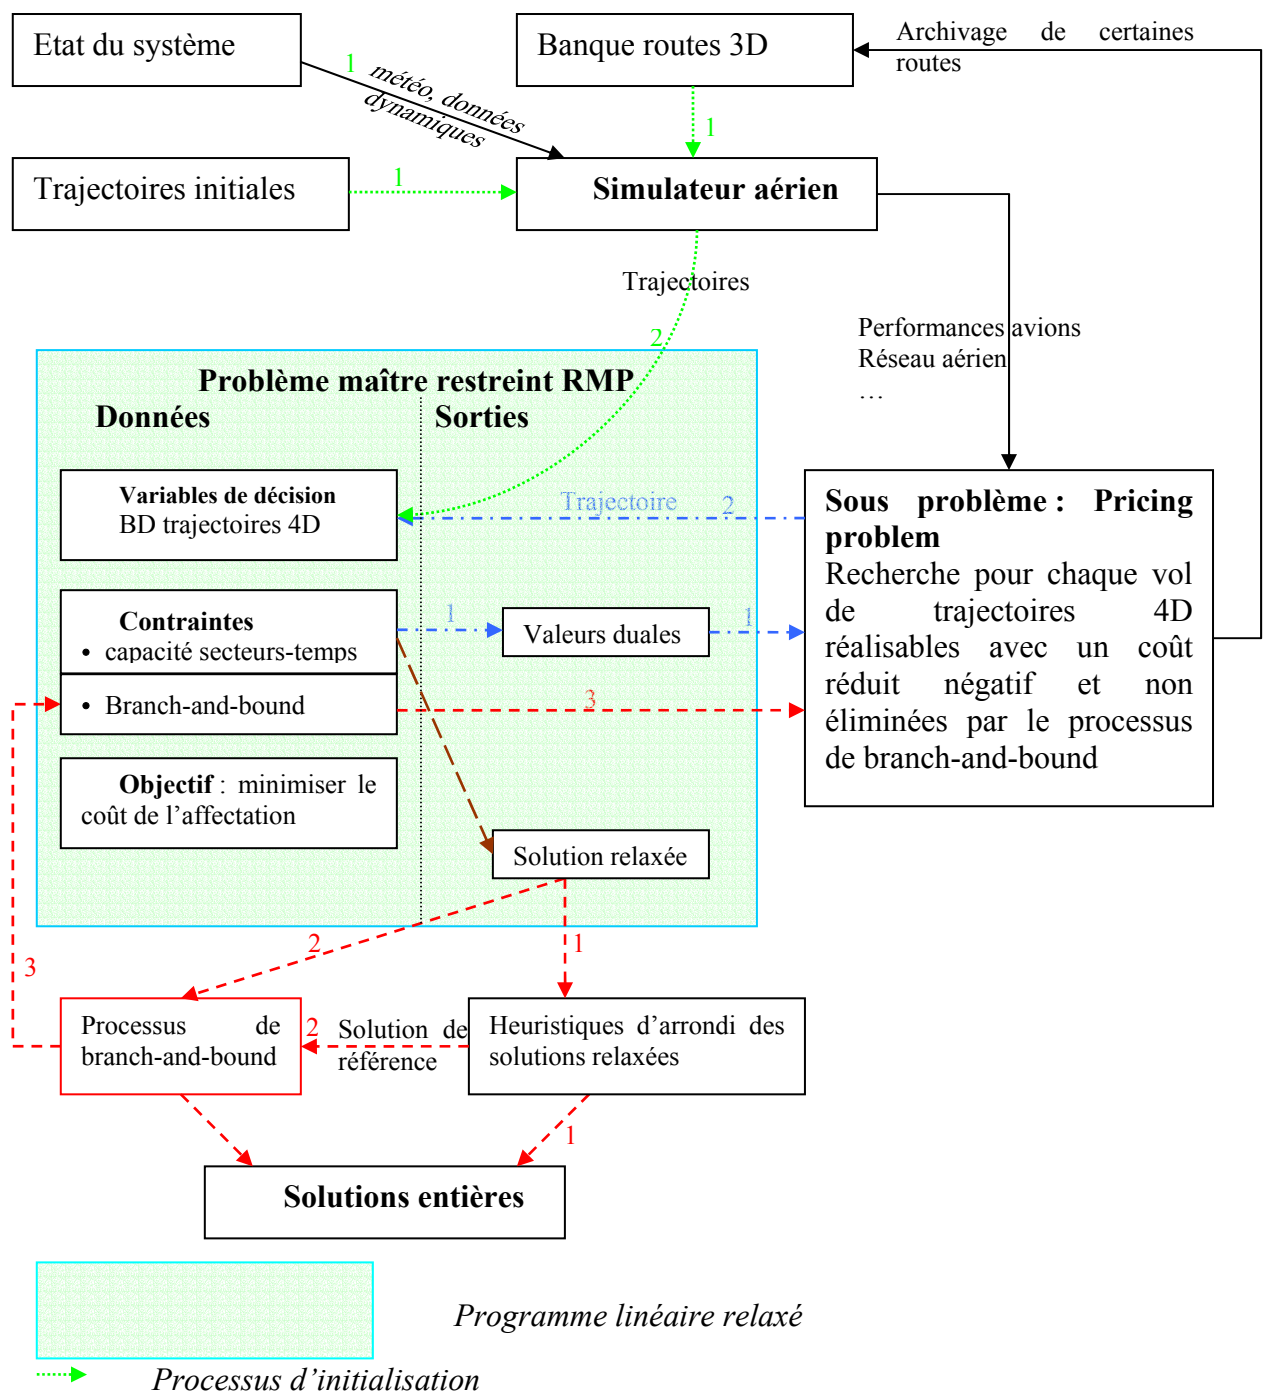 Etat du système
Banque routes 3D
Archivage de certaines
routes
1
météo, données
dynamiques
1
Trajectoires initiales
1
Simulateur aérien
Trajectoires
2
Performances avions
Réseau aérien
…
Problème maître restreint RMP
Données
Sorties
Variables de décision
BD trajectoires 4D
Trajectoire 2
Sous problème : Pricing
problem
Recherche pour chaque vol
de trajectoires 4D
réalisables avec un coût
réduit négatif et non
éliminées par le processus
de branch-and-bound
Contraintes
• capacité secteurs-temps
1
Valeurs duales
1
• Branch-and-bound
3
Objectif : minimiser le
coût de l’affectation
Solution relaxée
2
1
3
Processus de
branch-and-bound
2
Solution de
référence
Heuristiques d’arrondi des
solutions relaxées
1
Solutions entières
Programme linéaire relaxé
Processus d’initialisation